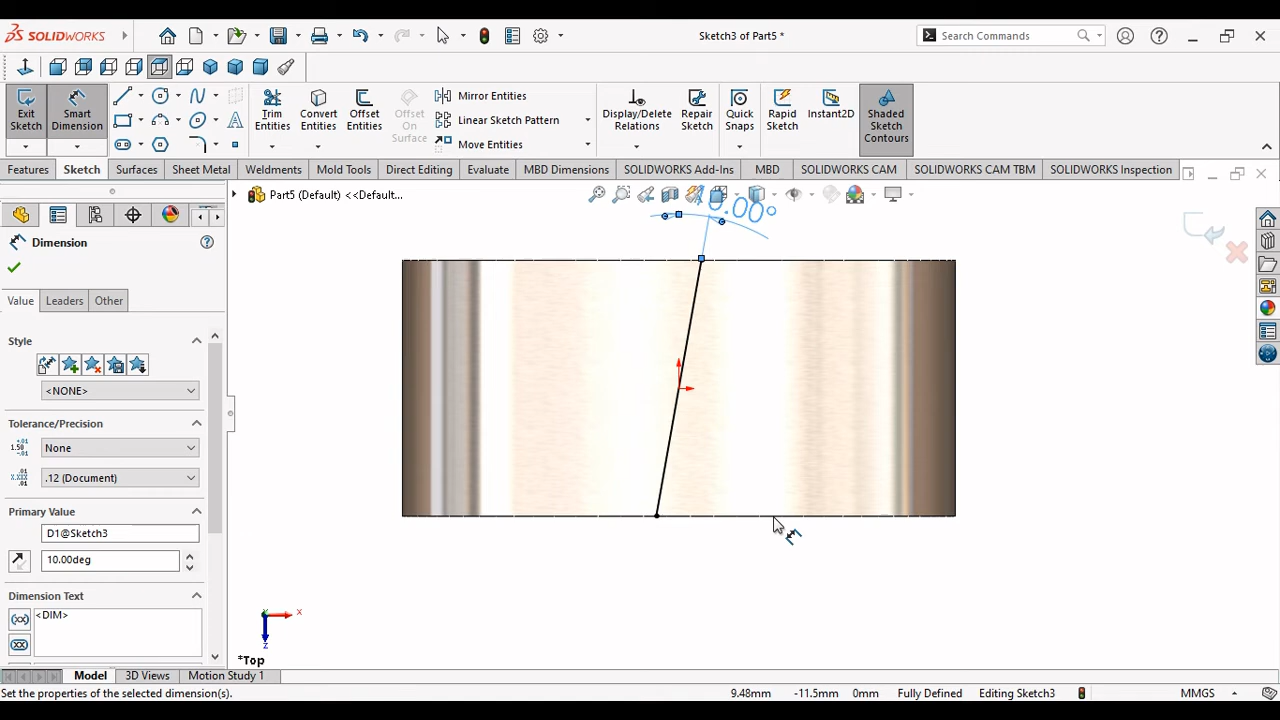 SOLIDWORKS
Sketch3 of Part5 *
Search Commands
Exit Sketch
Smart Dimension
Trim Entities
Convert Entities
Offset Entities
Offset On Surface
Mirror Entities
Linear Sketch Pattern
Move Entities
Display/Delete Relations
Repair Sketch
Quick Snaps
Rapid Sketch
Instant2D
Shaded Sketch Contours
Features Sketch Surfaces Sheet Metal Weldments Mold Tools Direct Editing Evaluate MBD Dimensions SOLIDWORKS Add-Ins MBD SOLIDWORKS CAM SOLIDWORKS CAM TBM SOLIDWORKS Inspection
Part5 (Default) <<Default...
Dimension
Value Leaders Other
Style
<NONE>
Tolerance/Precision
None
.12 (Document)
Primary Value
D1@Sketch3
10.00deg
Dimension Text
<DIM>
X
Z
*Top
Model 3D Views Motion Study 1
Set the properties of the selected dimension(s). 9.48mm -11.5mm 0mm Fully Defined Editing Sketch3 MMGS